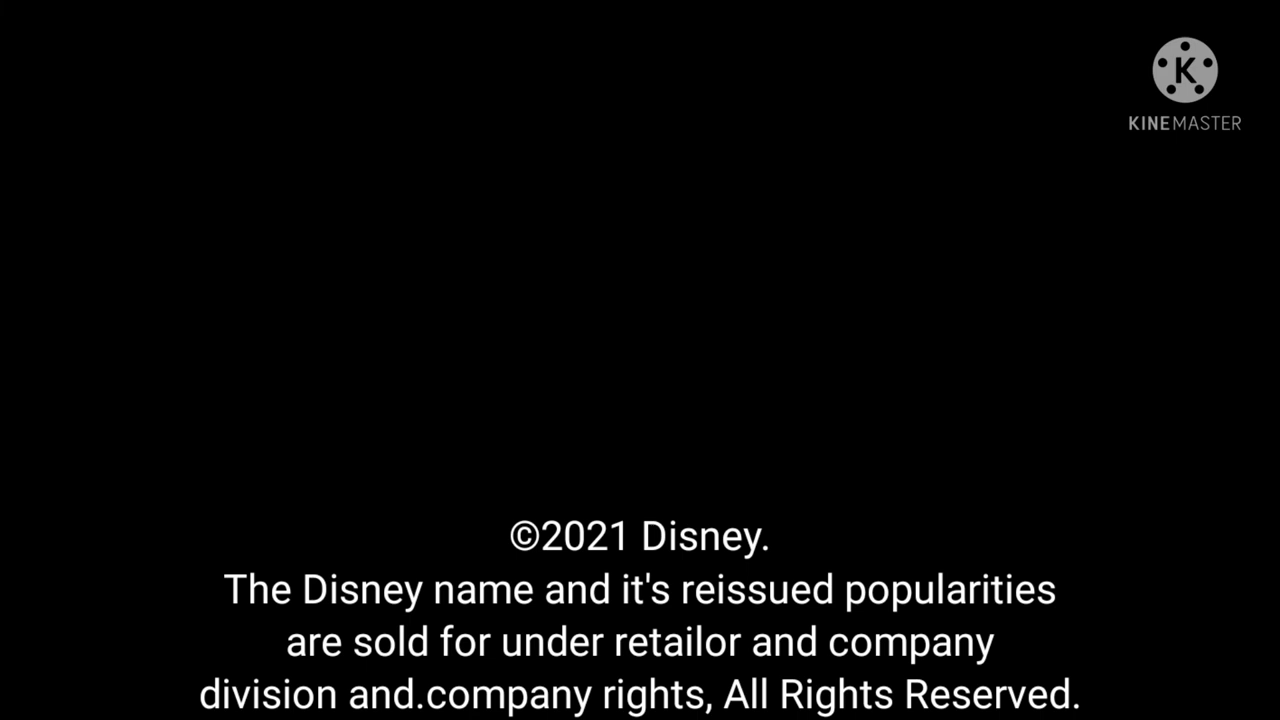 K
KINEMASTER
©2021 Disney.
The Disney name and it's reissued popularities
are sold for under retailor and company
division and.company rights, All Rights Reserved.